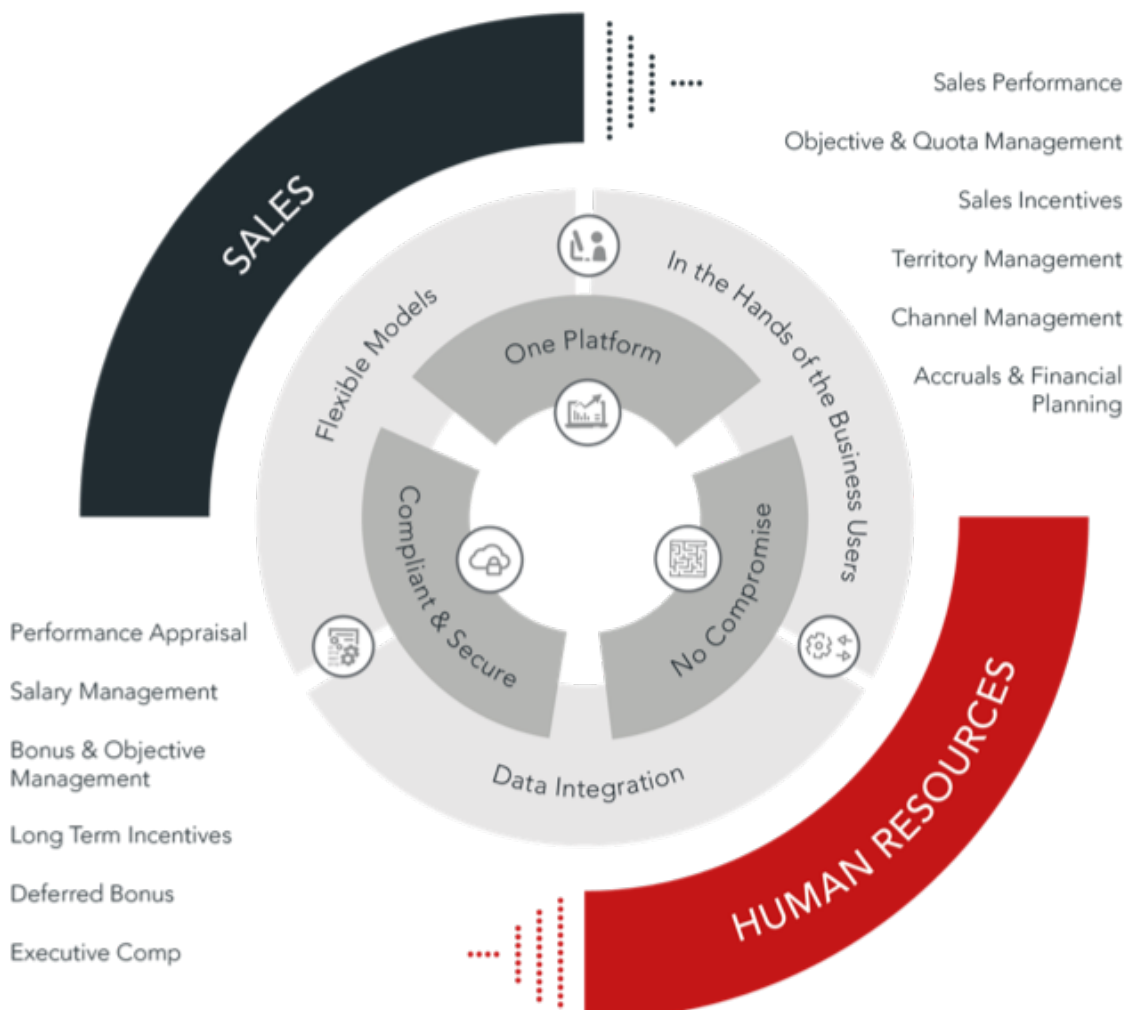 SALES
Sales Performance
Objective & Quota Management
Sales Incentives
Territory Management
Channel Management
Accruals & Financial
Planning
Flexible Models
In the Hands of the Business Users
One Platform
Compliant & Secure
No Compromise
Data Integration
Performance Appraisal
Salary Management
Bonus & Objective
Management
Long Term Incentives
Deferred Bonus
Executive Comp
HUMAN RESOURCES